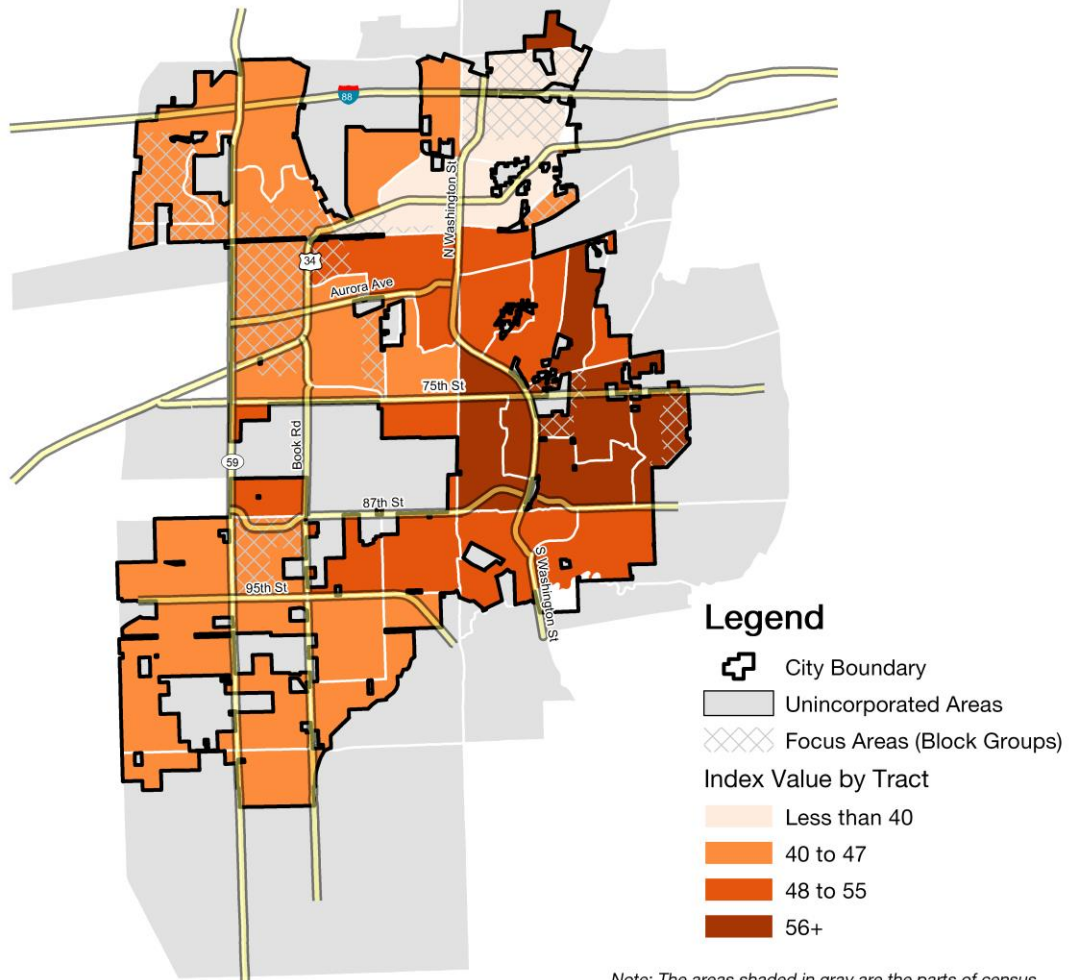 88
N Washington St
34
Aurora Ave
75th St
Book Rd
59
87th St
S Washington St
95th St
Legend
City Boundary
Unincorporated Areas
Focus Areas (Block Groups)
Index Value by Tract
Less than 40
40 to 47
48 to 55
56+
Note: The areas shaded in gray are the parts of census